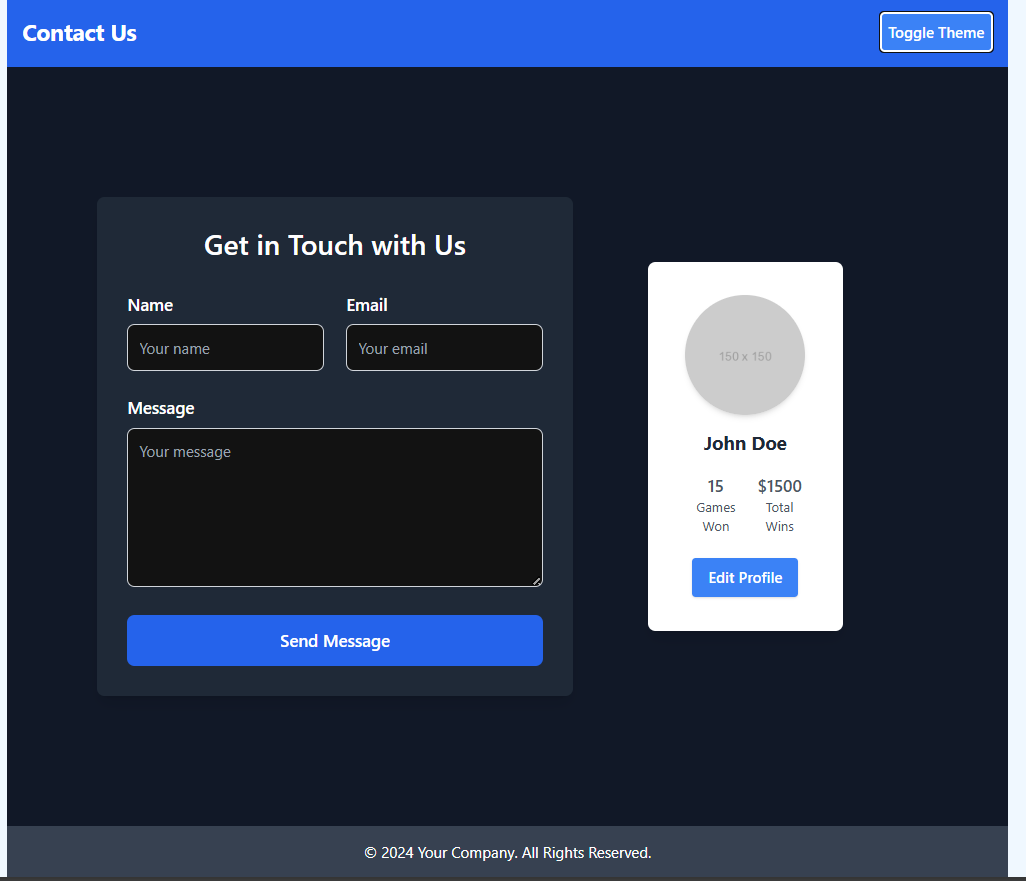 Contact Us
Toggle Theme
Get in Touch with Us
Name
Email
Your name
Your email
Message
Your message
Send Message
150 x 150
John Doe
15
$1500
Games
Won
Total
Wins
Edit Profile
© 2024 Your Company. All Rights Reserved.